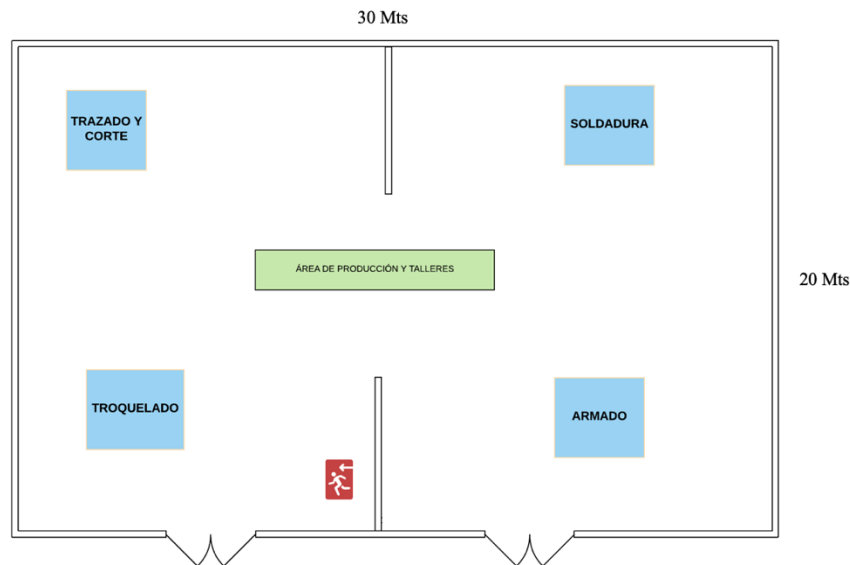 30 Mts
TRAZADO Y
CORTE
SOLDADURA
ÁREA DE PRODUCCIÓN Y TALLERES
20 Mts
TROQUELADO
ARMADO